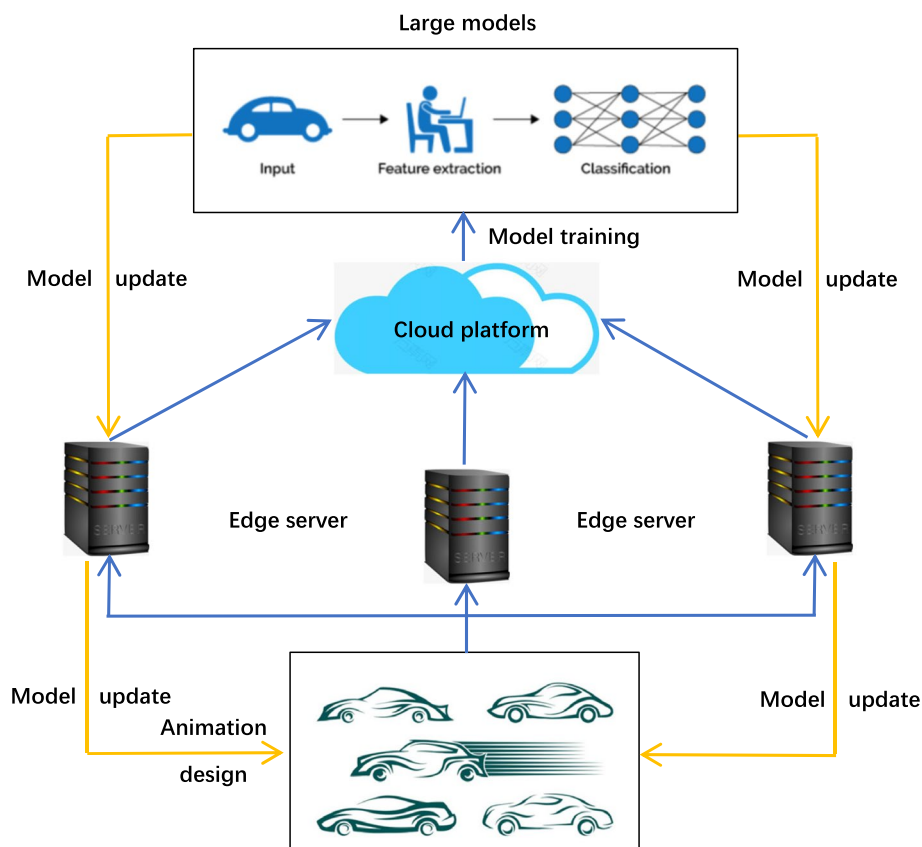 Large models
Input
Feature extraction
Classification
Model training
Model update
Model update
Cloud platform
Edge server
Edge server
Model update
Model update
Animation
design